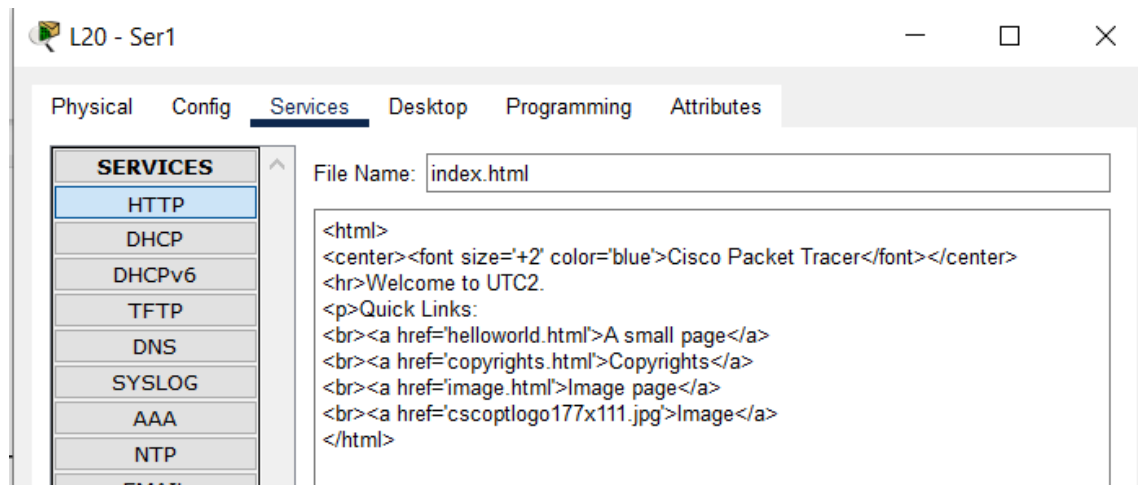 L20 - Ser1
Physical Config Services Desktop Programming Attributes
SERVICES
HTTP
DHCP
DHCPv6
TFTP
DNS
SYSLOG
AAA
NTP
File Name: index.html
<html>
<center><font size='+2' color='blue'>Cisco Packet Tracer</font></center>
<hr>Welcome to UTC2.
<p>Quick Links:
<br><a href='helloworld.html'>A small page</a>
<br><a href='copyrights.html'>Copyrights</a>
<br><a href='image.html'>Image page</a>
<br><a href='cscoptlogo177x111.jpg'>Image</a>
</html>